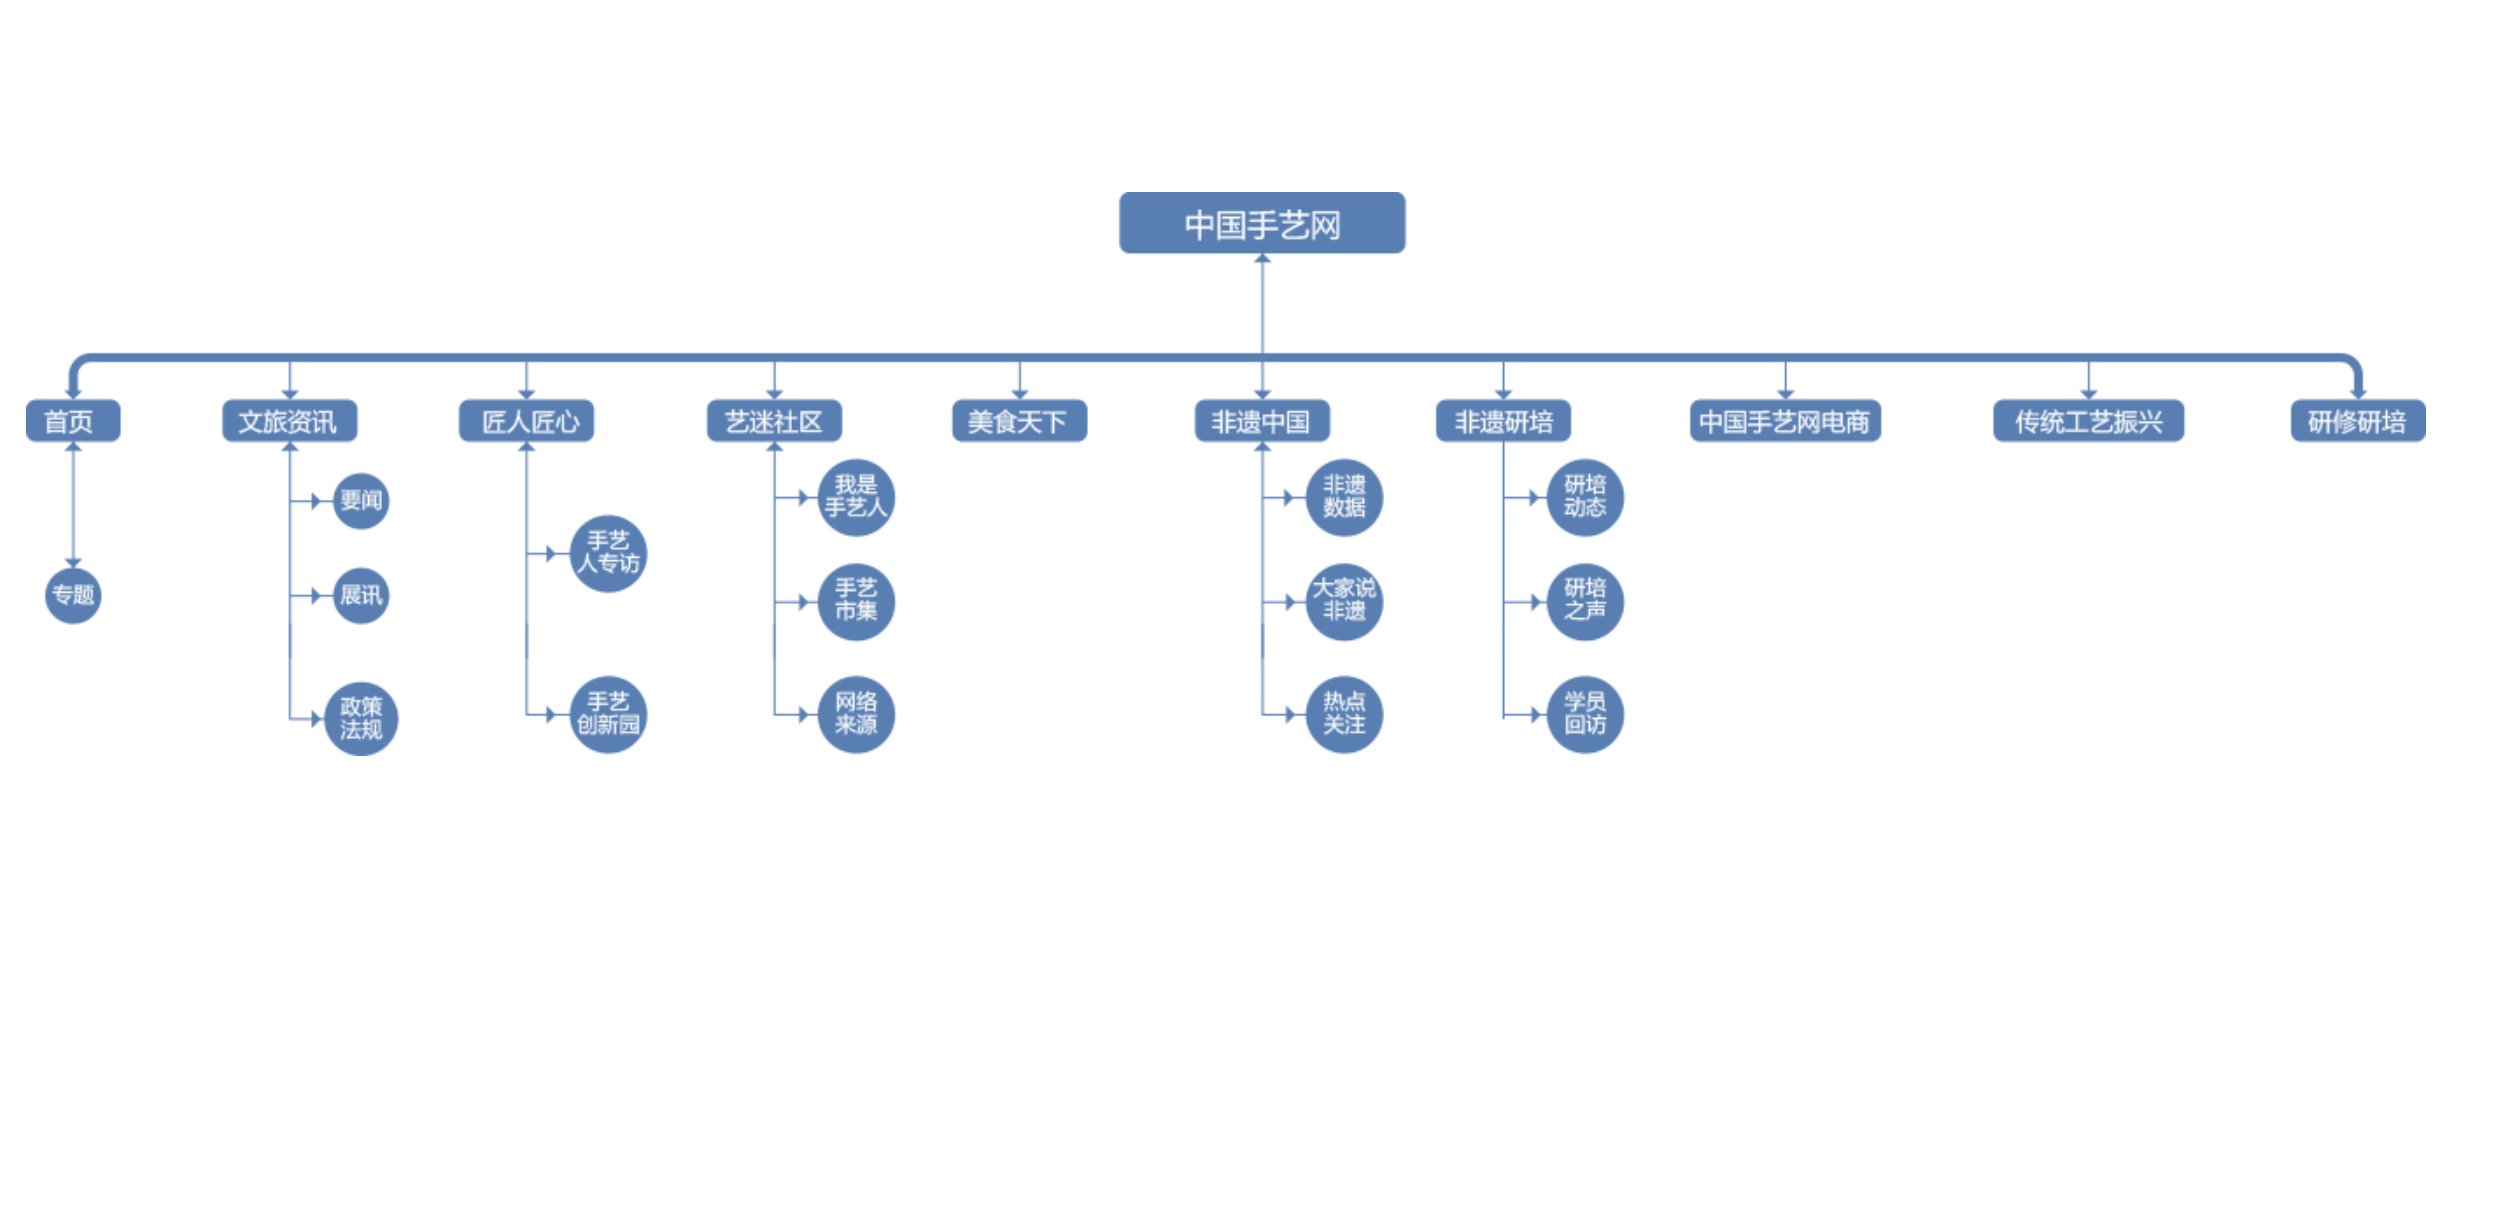 中国手艺网
首页
文旅资讯
匠人匠心
艺迷社区
美食天下
非遗中国
非遗研培
中国手艺网电商
传统工艺振兴
研修研培
专题
要闻
展讯
政策
法规
手艺
人专访
手艺
创新园
我是
手艺人
手艺
市集
网络
来源
非遗
数据
大家说
非遗
热点
关注
研培
动态
研培
之声
学员
回访